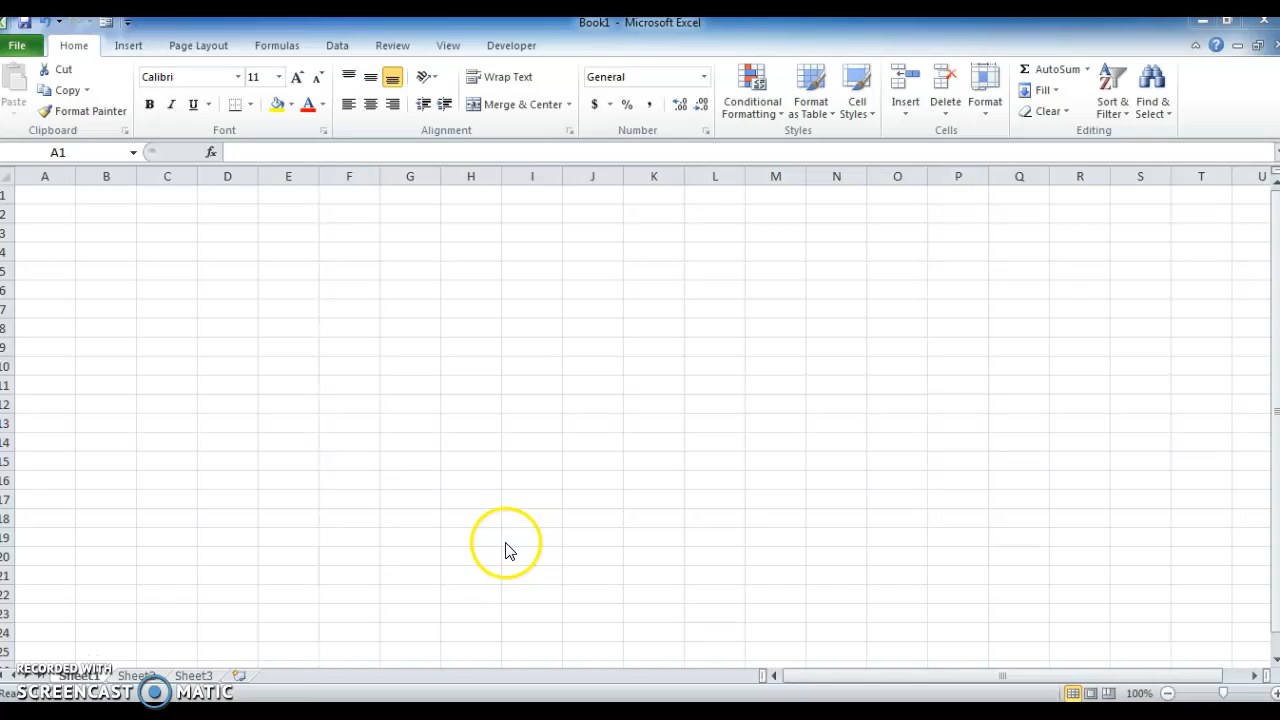 Book1 - Microsoft Excel
File Home Insert Page Layout Formulas Data Review View Developer
Paste
Cut
Copy
Format Painter
Clipboard
Calibri 11
B I U
Font
Wrap Text
Merge & Center
Alignment
General
$ % ,
Number
Conditional Formatting
Format as Table
Cell Styles
Styles
Insert
Delete
Format
Cells
AutoSum
Fill
Clear
Sort & Filter
Find & Select
Editing
A1 fx
A B C D E F G H I J K L M N O P Q R S T U
1
2
3
4
5
6
7
8
9
10
11
12
13
14
15
16
17
18
19
20
21
22
23
24
25
Sheet1 Sheet2 Sheet3
100%
RECORDED WITH
SCREENCAST MATIC